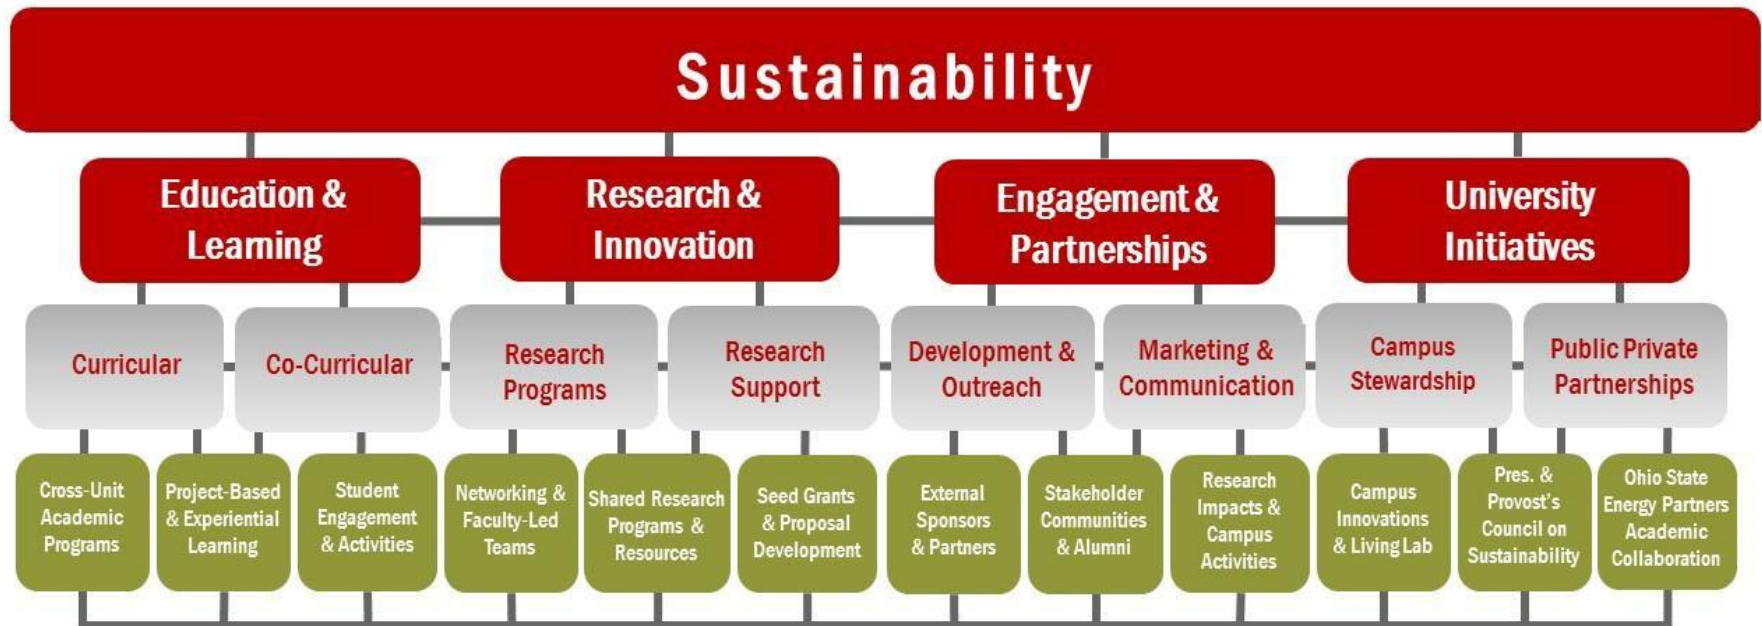 Sustainability
Education &
Learning
Research &
Innovation
Engagement &
Partnerships
University
Initiatives
Curricular
Co-Curricular
Research
Programs
Research
Support
Development &
Outreach
Marketing &
Communication
Campus
Stewardship
Public Private
Partnerships
Cross-Unit
Academic
Programs
Project-Based
& Experiential
Learning
Student
Engagement
& Activities
Networking &
Faculty-Led
Teams
Shared Research
Programs &
Resources
Seed Grants
& Proposal
Development
External
Sponsors
& Partners
Stakeholder
Communities
& Alumni
Research
Impacts &
Campus
Activities
Campus
Innovations
& Living Lab
Pres. &
Provost's
Council on
Sustainability
Ohio State
Energy Partners
Academic
Collaboration